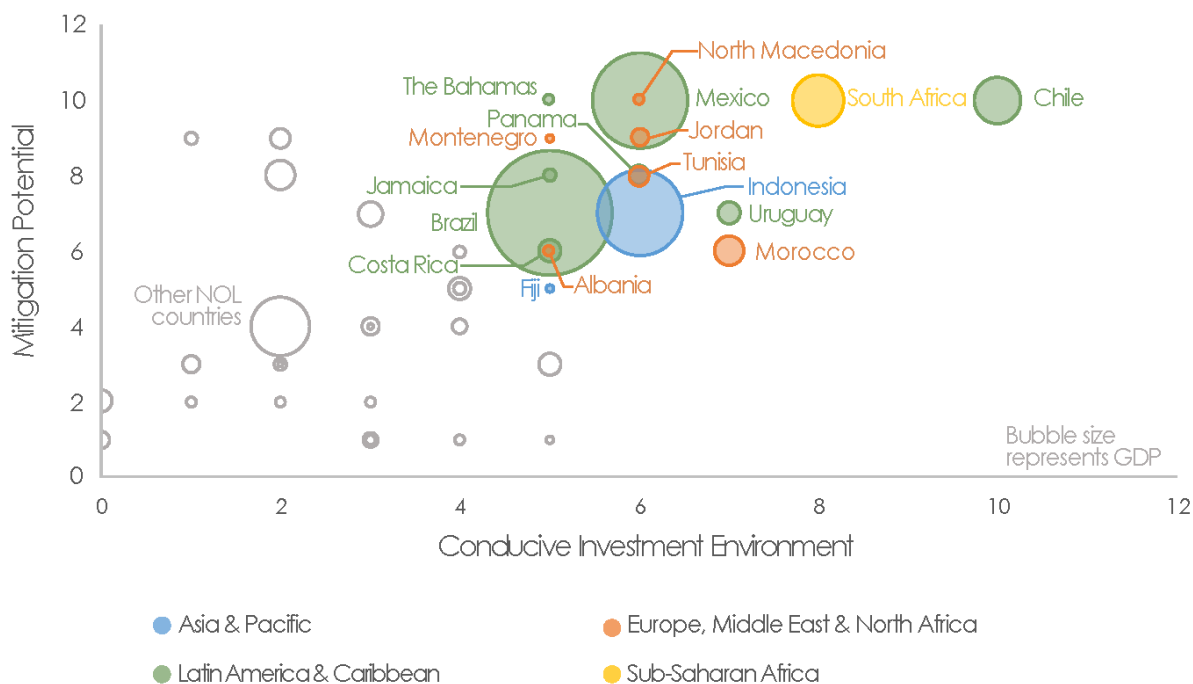 12
North Macedonia
The Bahamas
10
Mexico
South Africa
Chile
Panama
Montenegro
Jordan
8
Tunisia
Jamaica
Indonesia
Brazil
Uruguay
6
Costa Rica
Morocco
Albania
Fiji
Other NOL
countries
4
2
Bubble size
represents GDP
0
Mitigation Potential
0 2 4 6 8 10 12
Conducive Investment Environment
Asia & Pacific
Europe, Middle East & North Africa
Latin America & Caribbean
Sub-Saharan Africa